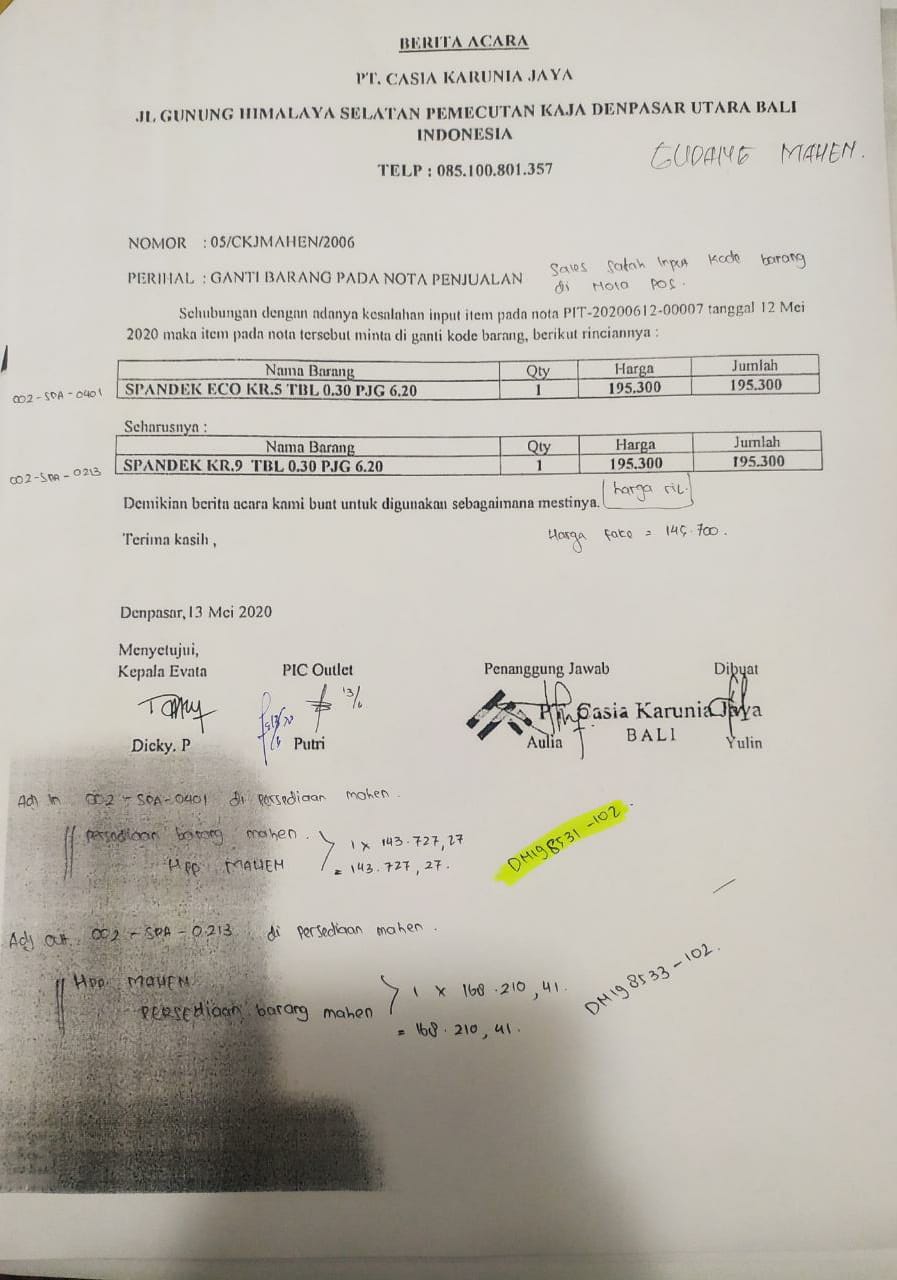 BERITA ACARA
PT. CASIA KARUNIA JAYA
JL GUNUNG HIMALAYA SELATAN PEMECUTAN KAJA DENPASAR UTARA BALI
INDONESIA
TELP : 085.100.801.357
GUDANG MAHEN.
NOMOR : 05/CKJMAHEN/2006
PERIHAL : GANTI BARANG PADA NOTA PENJUALAN
Sales Salah Input Kode barang
di Nota POS.
Sehubungan dengan adanya kesalahan input item pada nota PIT-20200612-00007 tanggal 12 Mei
2020 maka item pada nota tersebut minta di ganti kode barang, berikut rinciannya :
Nama Barang Qty Harga Jumlah
002-SDA-0401 SPANDEK ECO KR.5 TBL 0.30 PJG 6.20 1 195.300 195.300
Seharusnya :
Nama Barang Qty Harga Jumlah
002-SDA-0213 SPANDEK KR.9 TBL 0.30 PJG 6.20 1 195.300 195.300
Demikian berita acara kami buat untuk digunakan sebagaimana mestinya. harga ril.
Terima kasih , Harga = 145.700.
Denpasar,13 Mei 2020
Menyetujui,
Kepala Evata PIC Outlet Penanggung Jawab Dibuat
13/6
PT. Casia Karunia Jaya
BALI
Dicky. P Putri Aulia Yulin
Adj in 002-SDA-0401 di persediaan mahen.
persediaan barang mahen. 1 x 143.727,27
HPP MAHEN = 143.727,27.
DM198531-102.
Adj out 002-SDA-0213 di persediaan mahen.
HPP MAHEN 1 x 168.210,41.
PERSEdiaan barang mahen = 168.210,41.
DM198533-102.